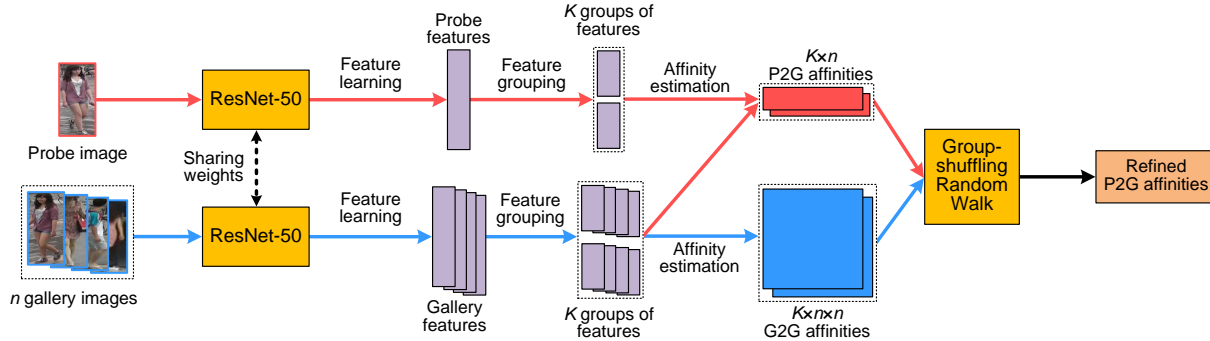 Probe image
ResNet-50
Feature
learning
Probe
features
Feature
grouping
K groups of
features
Affinity
estimation
K×n
P2G affinities
Sharing
weights
Group-
shuffling
Random
Walk
Refined
P2G affinities
n gallery images
ResNet-50
Feature
learning
Gallery
features
Feature
grouping
K groups of
features
Affinity
estimation
K×n×n
G2G affinities